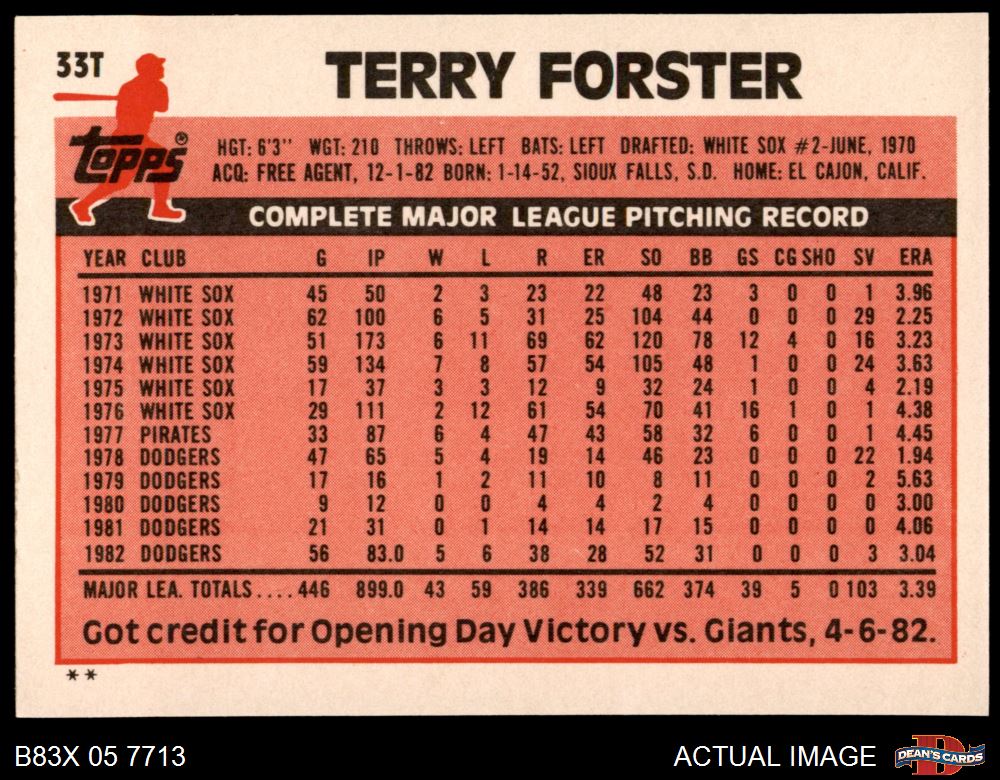 33T
TERRY FORSTER
topps®
HGT: 6'3" WGT: 210 THROWS: LEFT BATS: LEFT DRAFTED: WHITE SOX #2-JUNE, 1970
ACQ: FREE AGENT, 12-1-82 BORN: 1-14-52, SIOUX FALLS, S.D. HOME: EL CAJON, CALIF.
COMPLETE MAJOR LEAGUE PITCHING RECORD
YEAR CLUB G IP W L R ER SO BB GS CG SHO SV ERA
1971 WHITE SOX 45 50 2 3 23 22 48 23 3 0 0 1 3.96
1972 WHITE SOX 62 100 6 5 31 25 104 44 0 0 0 29 2.25
1973 WHITE SOX 51 173 6 11 69 62 120 78 12 4 0 16 3.23
1974 WHITE SOX 59 134 7 8 57 54 105 48 1 0 0 24 3.63
1975 WHITE SOX 17 37 3 3 12 9 32 24 1 0 0 4 2.19
1976 WHITE SOX 29 111 2 12 61 54 70 41 16 1 0 1 4.38
1977 PIRATES 33 87 6 4 47 43 58 32 6 0 0 1 4.45
1978 DODGERS 47 65 5 4 19 14 46 23 0 0 0 22 1.94
1979 DODGERS 17 16 1 2 11 10 8 11 0 0 0 2 5.63
1980 DODGERS 9 12 0 0 4 4 2 4 0 0 0 0 3.00
1981 DODGERS 21 31 0 1 14 14 17 15 0 0 0 0 4.06
1982 DODGERS 56 83.0 5 6 38 28 52 31 0 0 0 3 3.04
MAJOR LEA. TOTALS....446 899.0 43 59 386 339 662 374 39 5 0 103 3.39
Got credit for Opening Day Victory vs. Giants, 4-6-82.
**
B83X 05 7713
ACTUAL IMAGE
D
DEAN'S CARDS